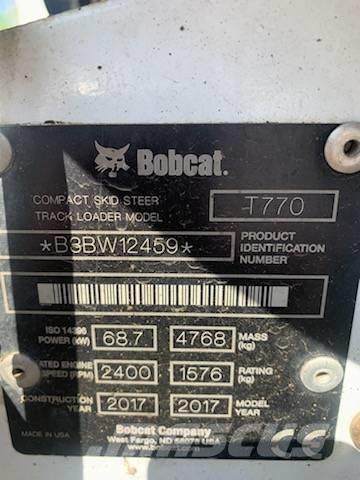 Bobcat.
COMPACT SKID STEER
TRACK LOADER MODEL T770
*B3BW12459* PRODUCT IDENTIFICATION NUMBER
ISO 14396 POWER (kW) 68.7 4768 MASS (kg)
RATED ENGINE SPEED (RPM) 2400 1576 RATING (kg)
CONSTRUCTION YEAR 2017 2017 MODEL YEAR
MADE IN USA
Bobcat Company
West Fargo, ND 58078 USA
www.bobcat.com